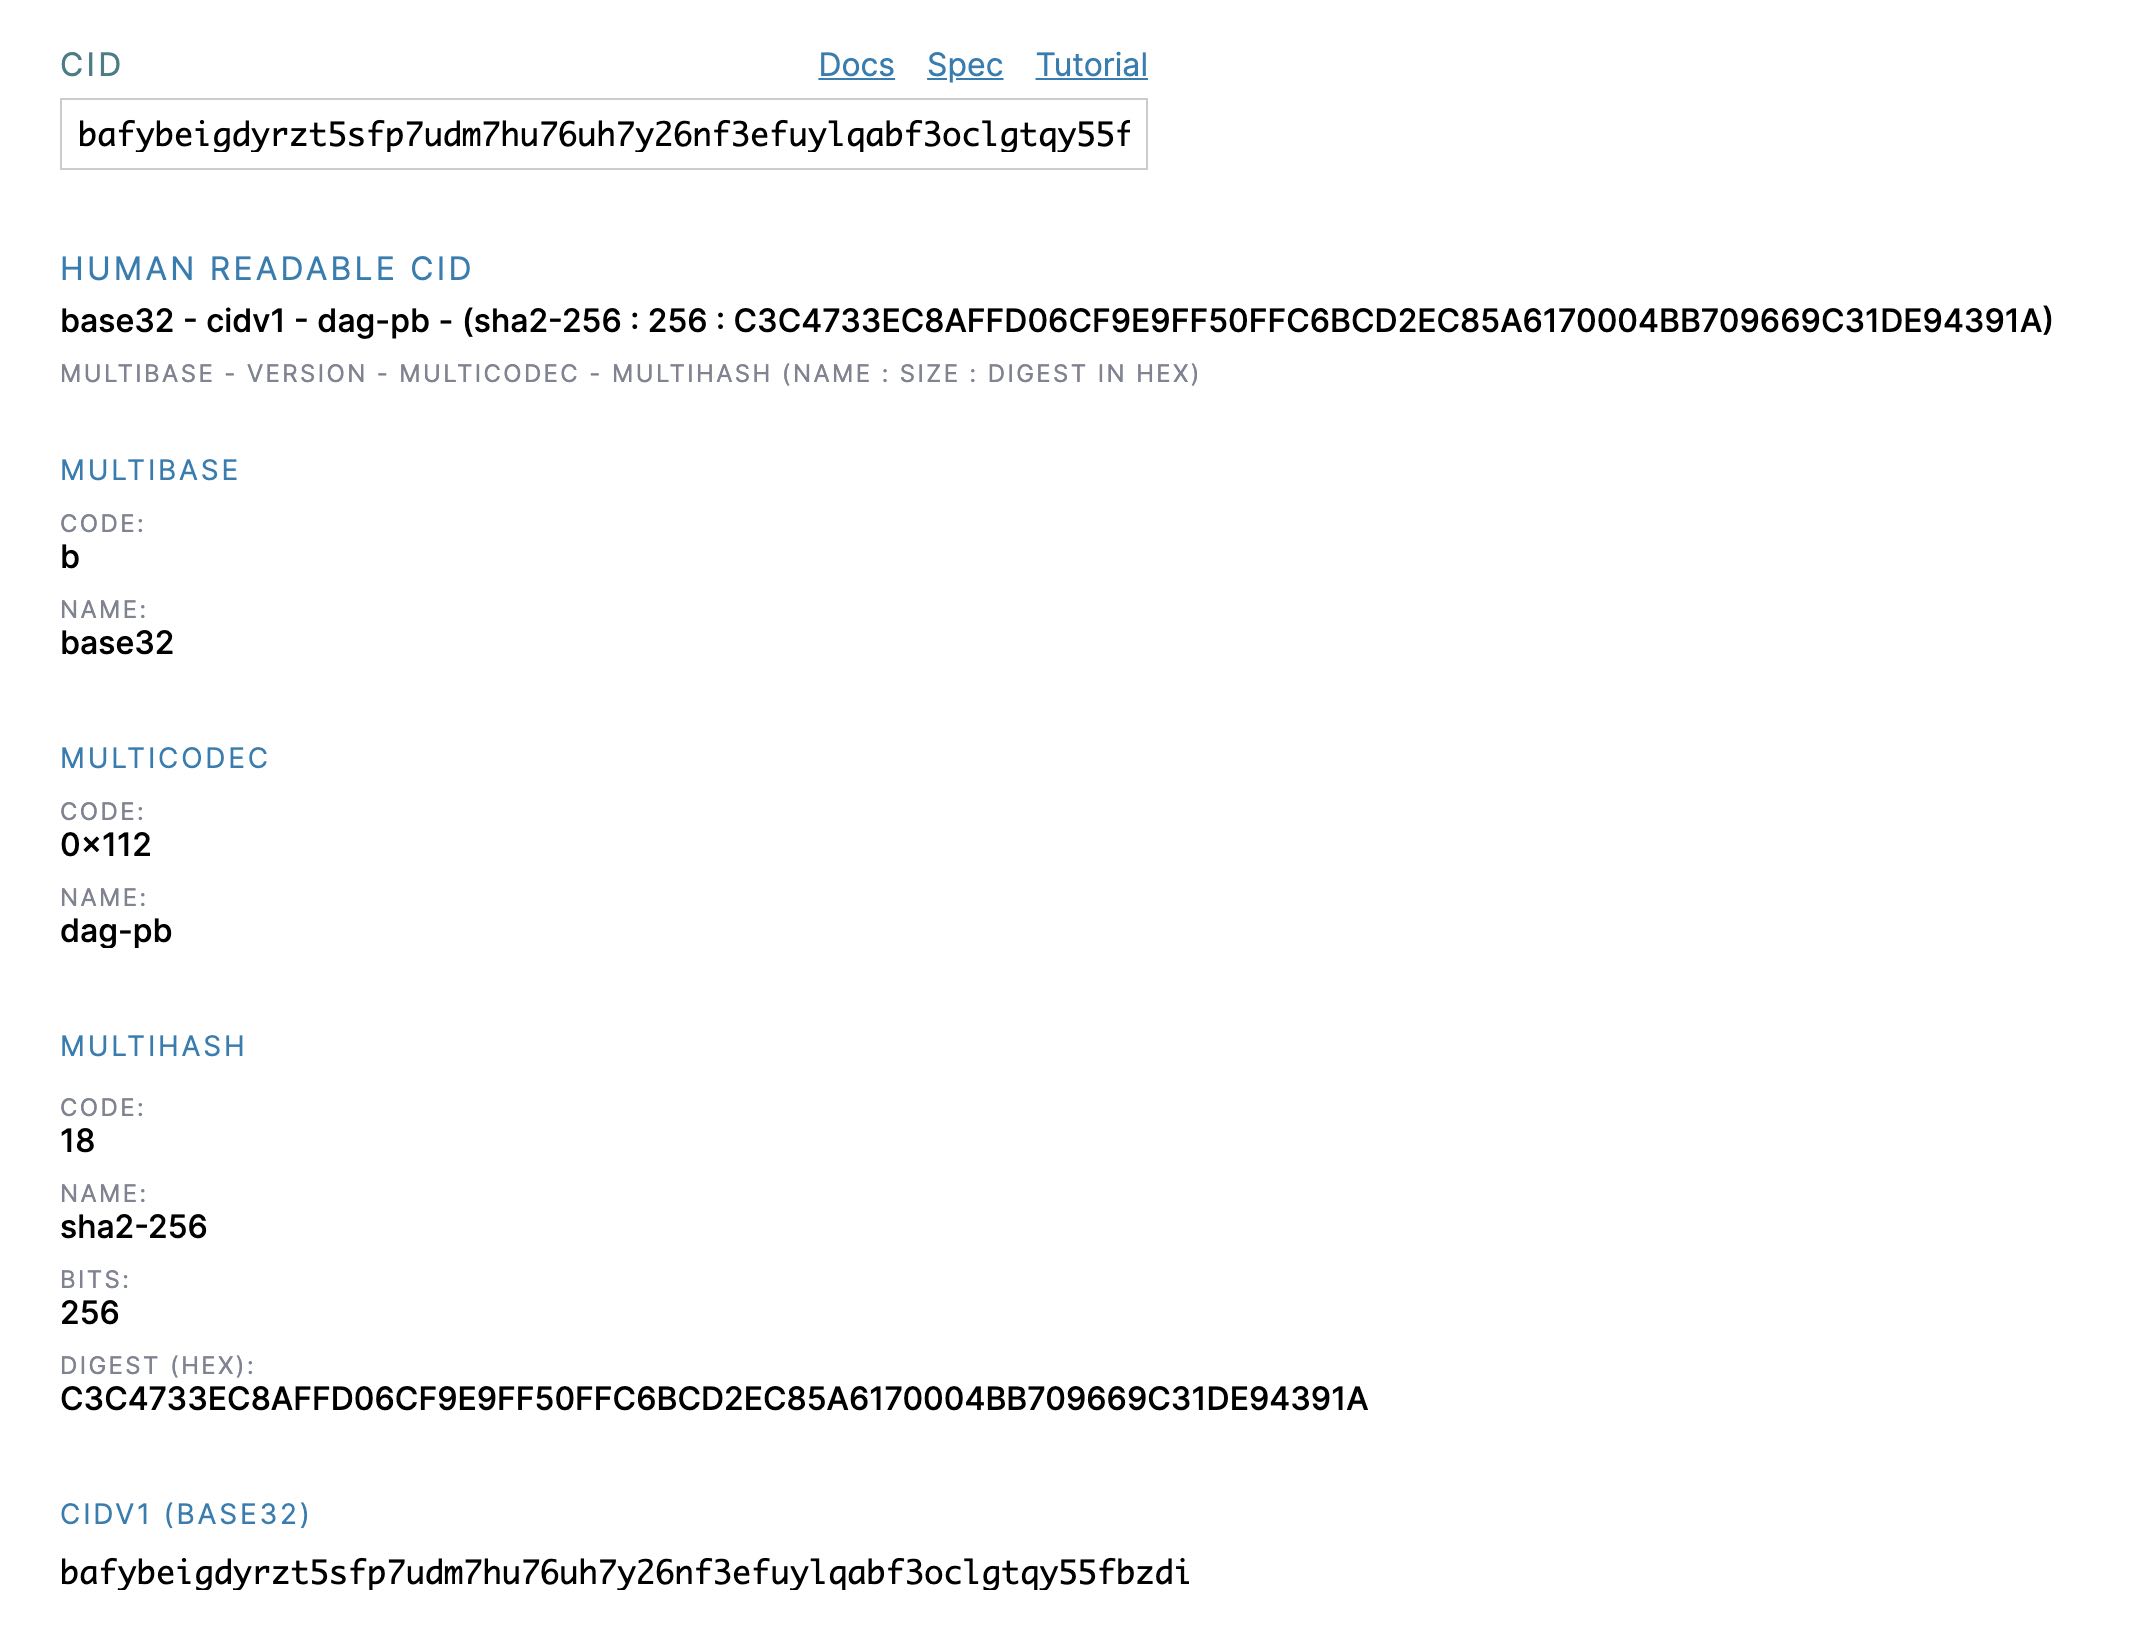 CID Docs Spec Tutorial
bafybeigdyrzt5sfp7udm7hu76uh7y26nf3efuylqabf3oclgtqy55f
HUMAN READABLE CID
base32 - cidv1 - dag-pb - (sha2-256 : 256 : C3C4733EC8AFFD06CF9E9FF50FFC6BCD2EC85A6170004BB709669C31DE94391A)
MULTIBASE - VERSION - MULTICODEC - MULTIHASH (NAME : SIZE : DIGEST IN HEX)
MULTIBASE
CODE:
b
NAME:
base32
MULTICODEC
CODE:
0×112
NAME:
dag-pb
MULTIHASH
CODE:
18
NAME:
sha2-256
BITS:
256
DIGEST (HEX):
C3C4733EC8AFFD06CF9E9FF50FFC6BCD2EC85A6170004BB709669C31DE94391A
CIDV1 (BASE32)
bafybeigdyrzt5sfp7udm7hu76uh7y26nf3efuylqabf3oclgtqy55fbzdi